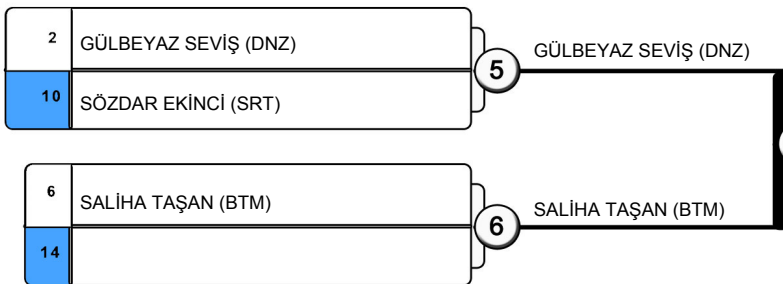 2
GÜLBEYAZ SEVİŞ (DNZ)
10
SÖZDAR EKİNCİ (SRT)
5
GÜLBEYAZ SEVİŞ (DNZ)
6
SALİHA TAŞAN (BTM)
14
6
SALİHA TAŞAN (BTM)